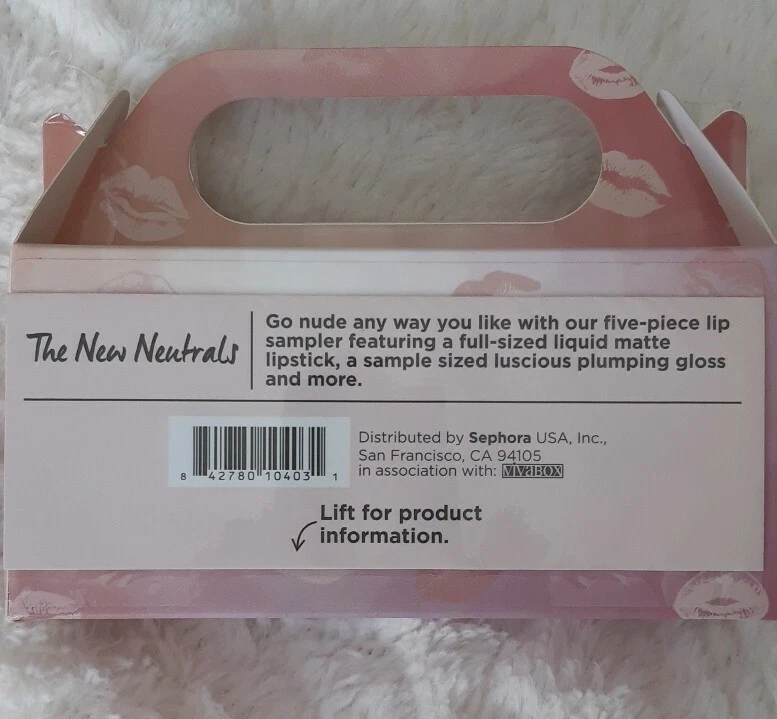 The New Neutrals
Go nude any way you like with our five-piece lip
sampler featuring a full-sized liquid matte
lipstick, a sample sized luscious plumping gloss
and more.
8 42780 10403 1
Distributed by Sephora USA, Inc.,
San Francisco, CA 94105
in association with: VIVABOX
Lift for product
information.